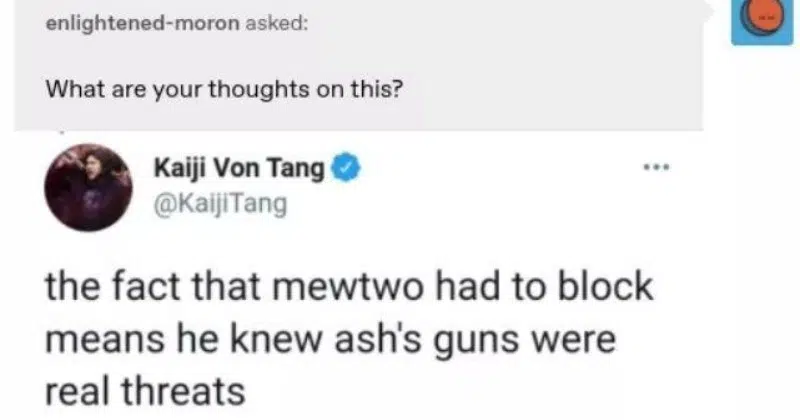 enlightened-moron asked:
What are your thoughts on this?
Kaiji Von Tang
@KaijiTang
the fact that mewtwo had to block
means he knew ash's guns were
real threats